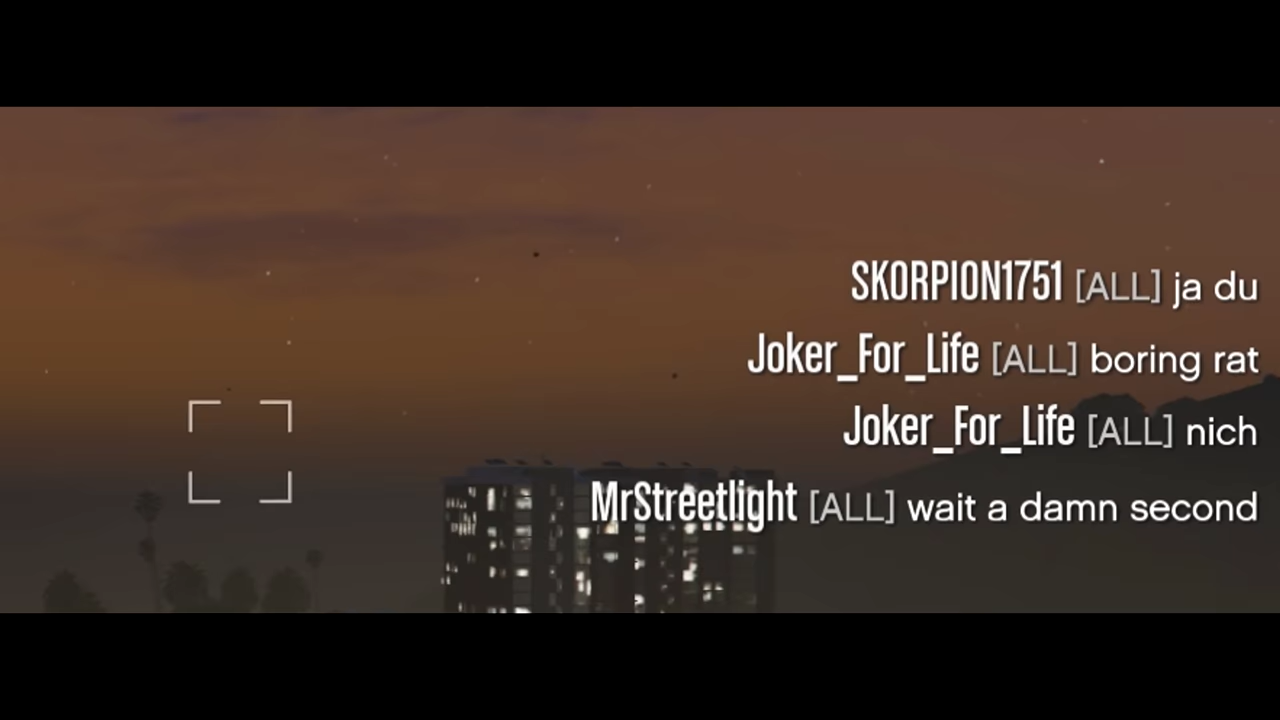 SKORPION1751 [ALL] ja du
Joker_For_Life [ALL] boring rat
Joker_For_Life [ALL] nich
MrStreetlight [ALL] wait a damn second